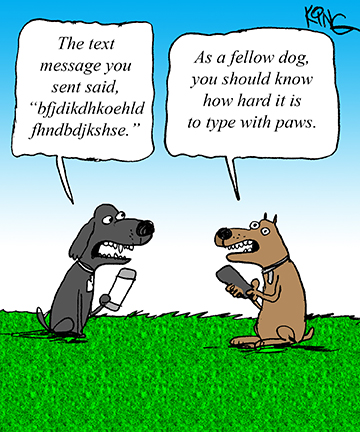 KING
The text
message you
sent said,
“bfjdikdhkoehld
fhndbdjkshse.”
As a fellow dog,
you should know
how hard it is
to type with paws.